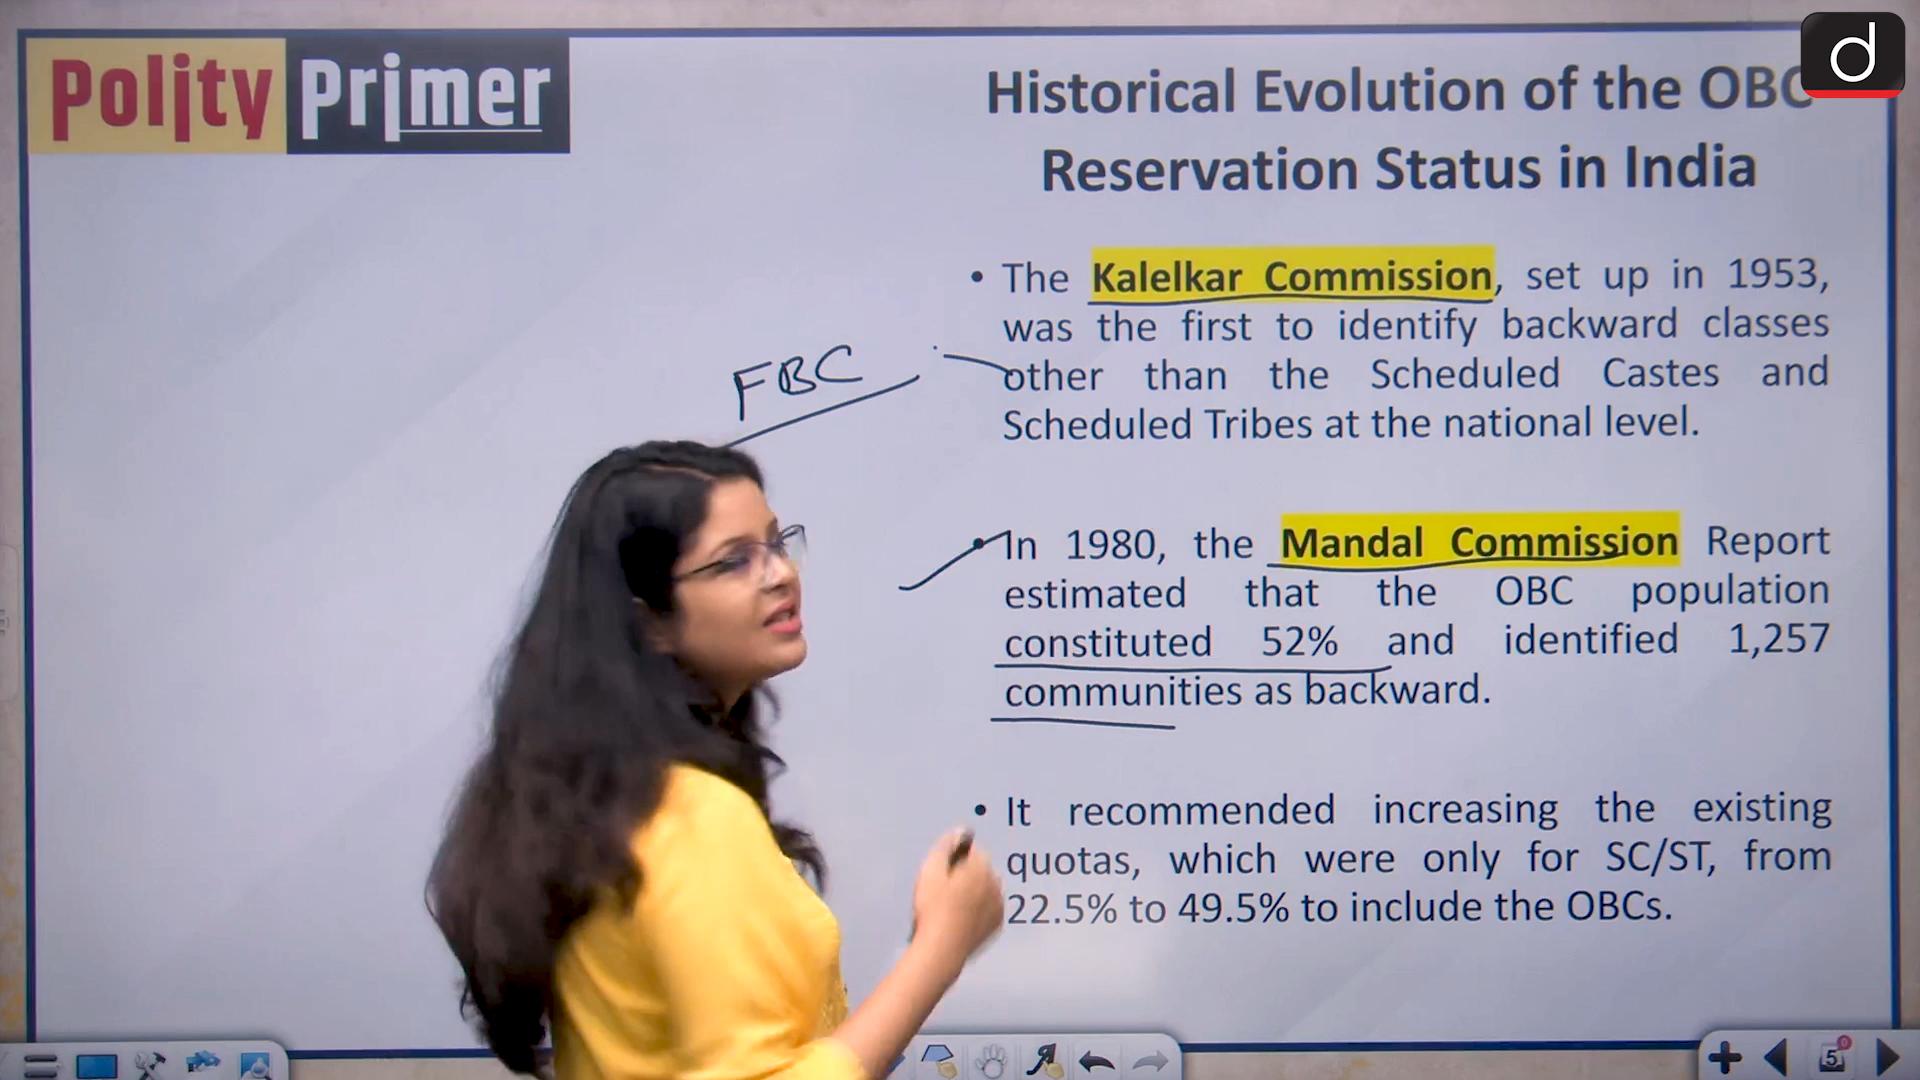 Polity Primer
d
Historical Evolution of the OBC
Reservation Status in India
• The Kalelkar Commission, set up in 1953,
was the first to identify backward classes
other than the Scheduled Castes and
Scheduled Tribes at the national level.
FBC
• In 1980, the Mandal Commission Report
estimated that the OBC population
constituted 52% and identified 1,257
communities as backward.
• It recommended increasing the existing
quotas, which were only for SC/ST, from
22.5% to 49.5% to include the OBCs.
5
0